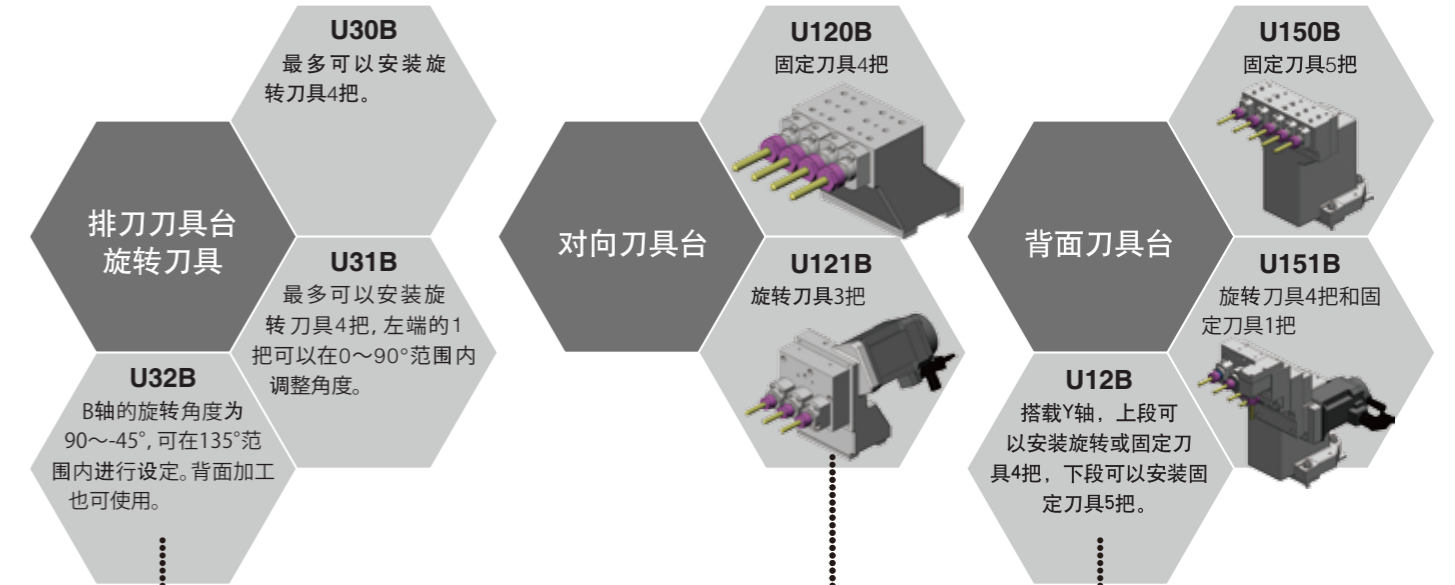 排刀刀具台
旋转刀具
U30B
最多可以安装旋
转刀具4把。
U31B
最多可以安装旋
转刀具4把, 左端的1
把可以在0～90°范围内
调整角度。
U32B
B轴的旋转角度为
90～-45°, 可在135°范
围内进行设定。背面加工
也可使用。
对向刀具台
U120B
固定刀具4把
U121B
旋转刀具3把
背面刀具台
U150B
固定刀具5把
U151B
旋转刀具4把和固
定刀具1把
U12B
搭载Y轴，上段可
以安装旋转或固定刀
具4把，下段可以安装固
定刀具5把。